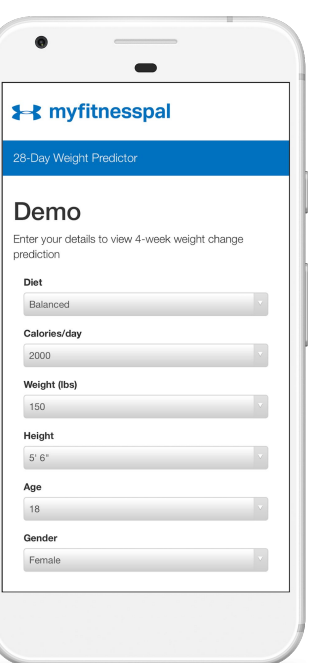 myfitnesspal
28-Day Weight Predictor
Demo
Enter your details to view 4-week weight change
prediction
Diet
Balanced
Calories/day
2000
Weight (lbs)
150
Height
5' 6"
Age
18
Gender
Female